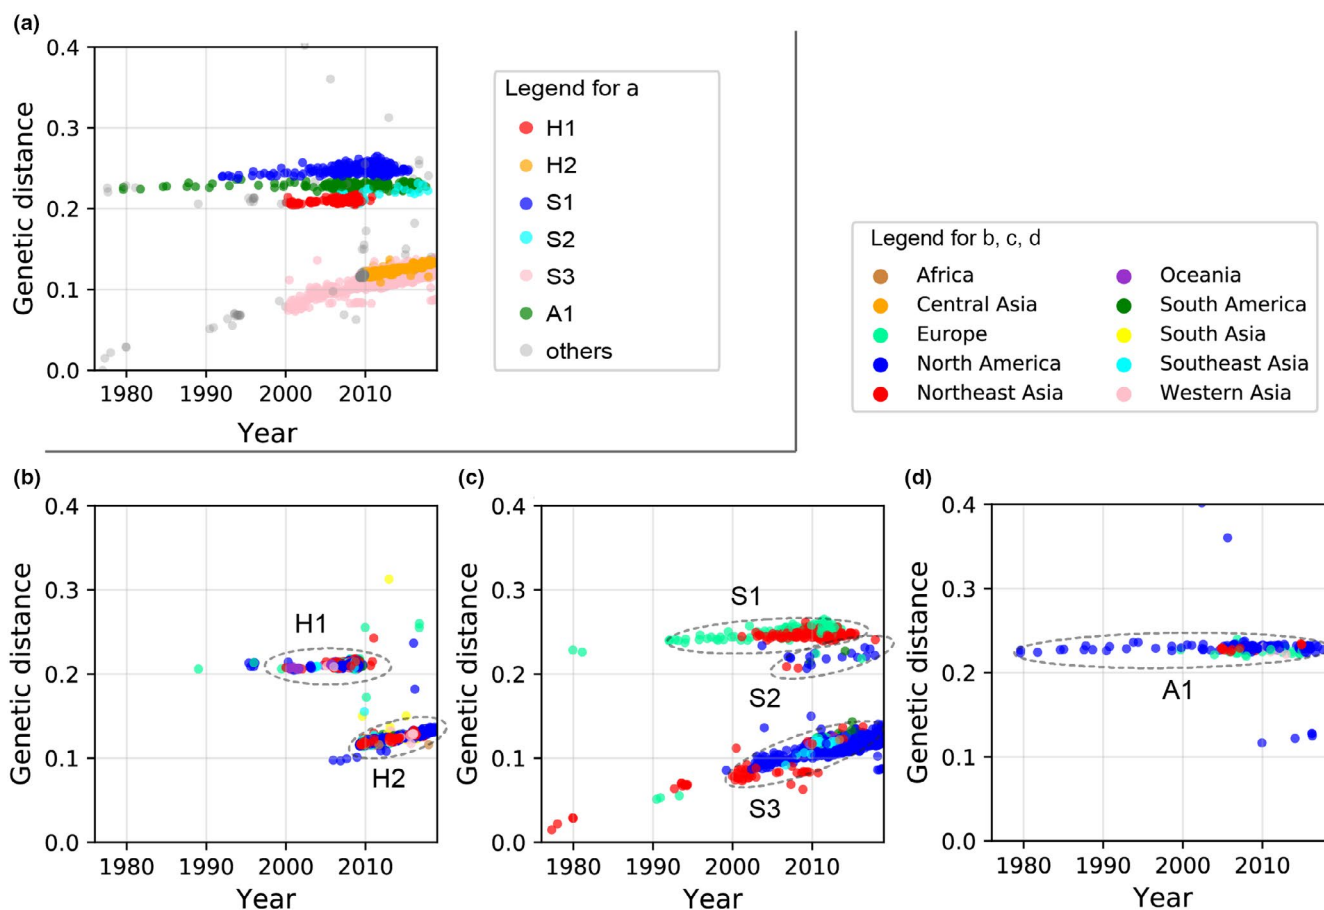 (a)
0.4
0.3
0.2
0.1
0.0
Genetic distance
1980 1990 2000 2010
Year
Legend for a
H1
H2
S1
S2
S3
A1
others
Legend for b, c, d
Africa
Central Asia
Europe
North America
Northeast Asia
Oceania
South America
South Asia
Southeast Asia
Western Asia
(b)
0.4
0.3
0.2
0.1
0.0
Genetic distance
H1
H2
1980 1990 2000 2010
Year
(c)
0.4
0.3
0.2
0.1
0.0
Genetic distance
S1
S2
S3
1980 1990 2000 2010
Year
(d)
0.4
0.3
0.2
0.1
0.0
Genetic distance
A1
1980 1990 2000 2010
Year